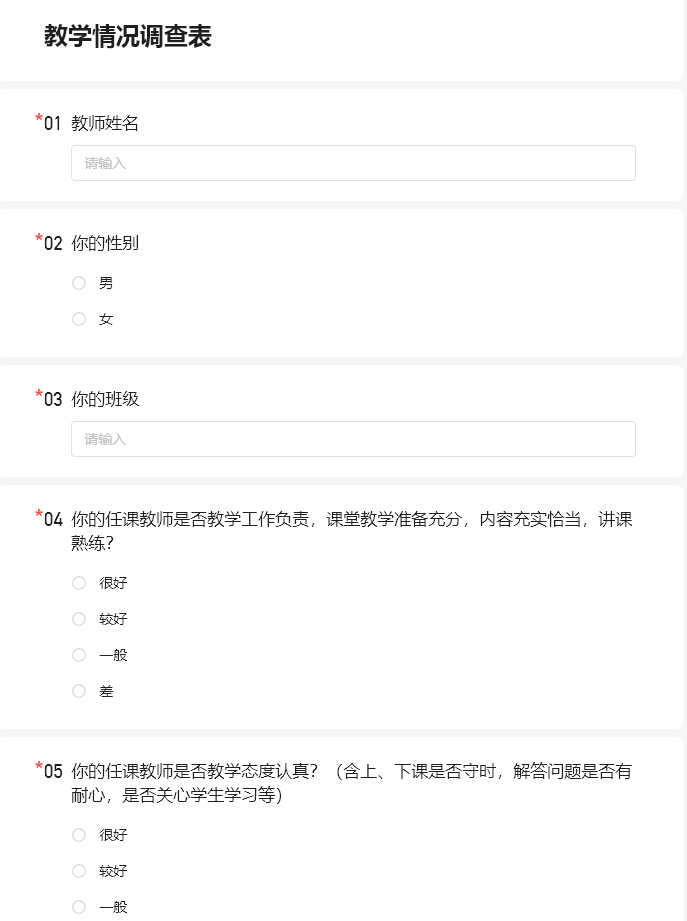 教学情况调查表
*01 教师姓名
请输入
*02 你的性别
男
女
*03 你的班级
请输入
*04 你的任课教师是否教学工作负责，课堂教学准备充分，内容充实恰当，讲课
熟练？
很好
较好
一般
差
*05 你的任课教师是否教学态度认真？（含上、下课是否守时，解答问题是否有
耐心，是否关心学生学习等）
很好
较好
一般